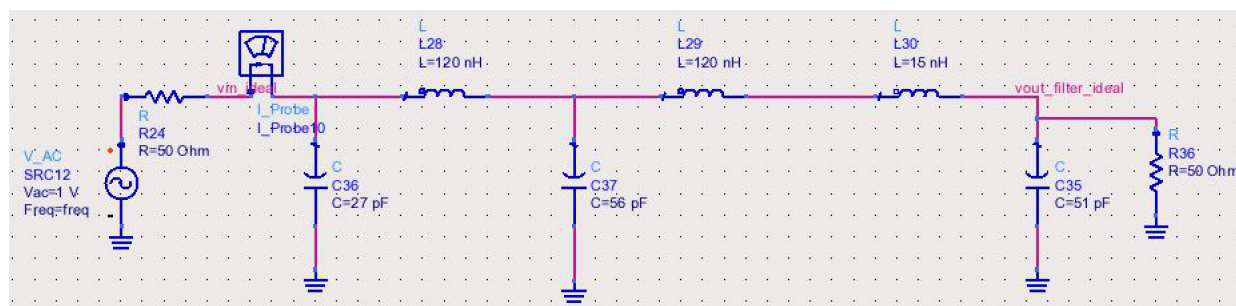 L
L28
L=120 nH
L
L29
L=120 nH
L
L30
L=15 nH
vin_ideal
vout_filter_ideal
I_Probe
I_Probe10
R
R24
R=50 Ohm
V_AC
SRC12
Vac=1 V
Freq=freq
C
C36
C=27 pF
C
C37
C=56 pF
C
C35
C=51 pF
R
R36
R=50 Ohm